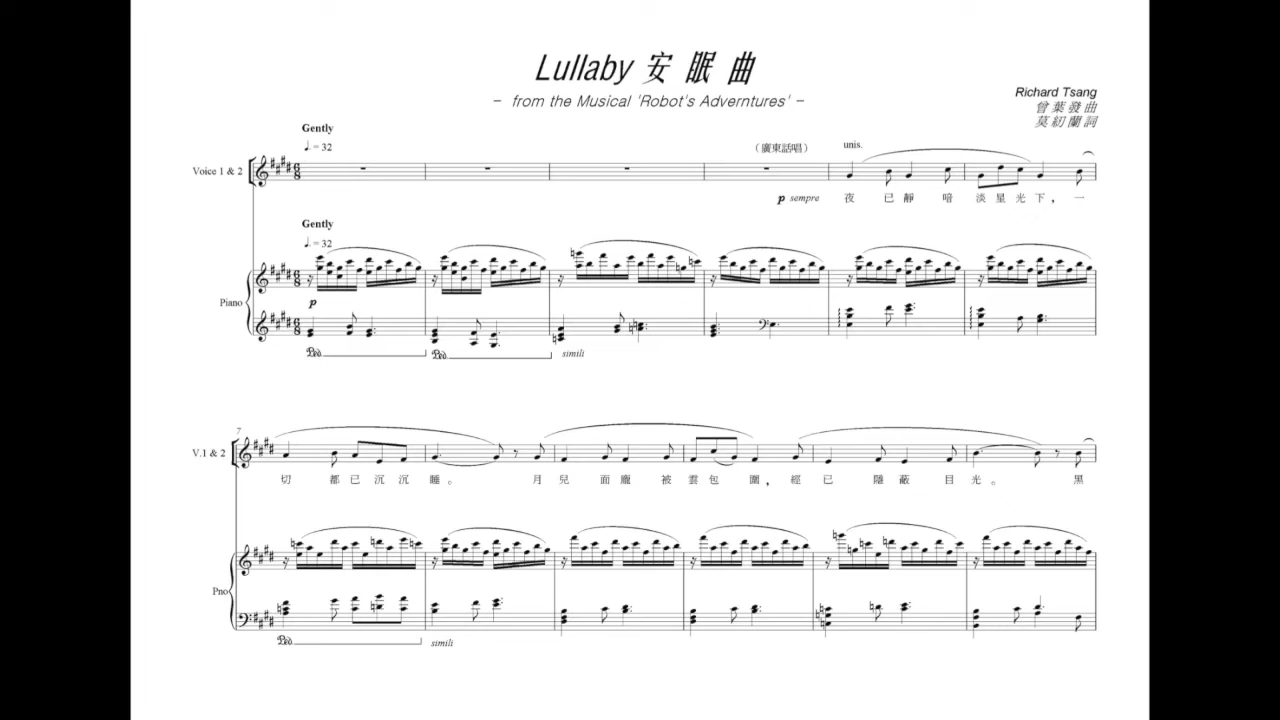 Lullaby 安眠曲
- from the Musical 'Robot's Adverntures' -
Richard Tsang
曾葉發曲
莫紉蘭詞
Gently
♩. = 32
Voice 1 & 2
(廣東話唱)
unis.
p sempre
夜 已 靜 暗 淡 星 光 下, 一
Gently
♩. = 32
Piano
p
Ped. Ped. simili
7
V.1 & 2
切 都 已 沉 沉 睡。 月 兒 面 龐 被 雲 包 圍, 經 已 隱 蔽 目 光。 黑
Pno
Ped. simili